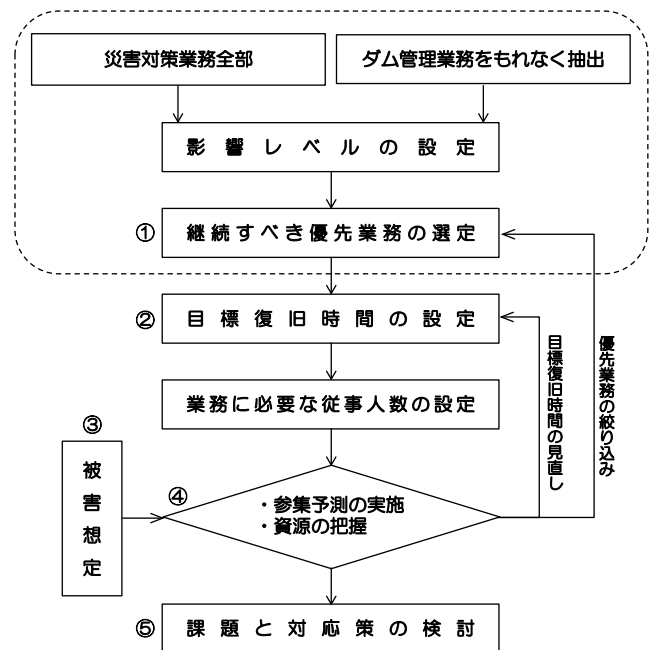 災害対策業務全部
ダム管理業務をもれなく抽出
影響レベルの設定
① 継続すべき優先業務の選定
② 目標復旧時間の設定
業務に必要な従事人数の設定
目標復旧時間の見直し
優先業務の絞り込み
③
被害想定
④
・参集予測の実施
・資源の把握
⑤ 課題と対応策の検討